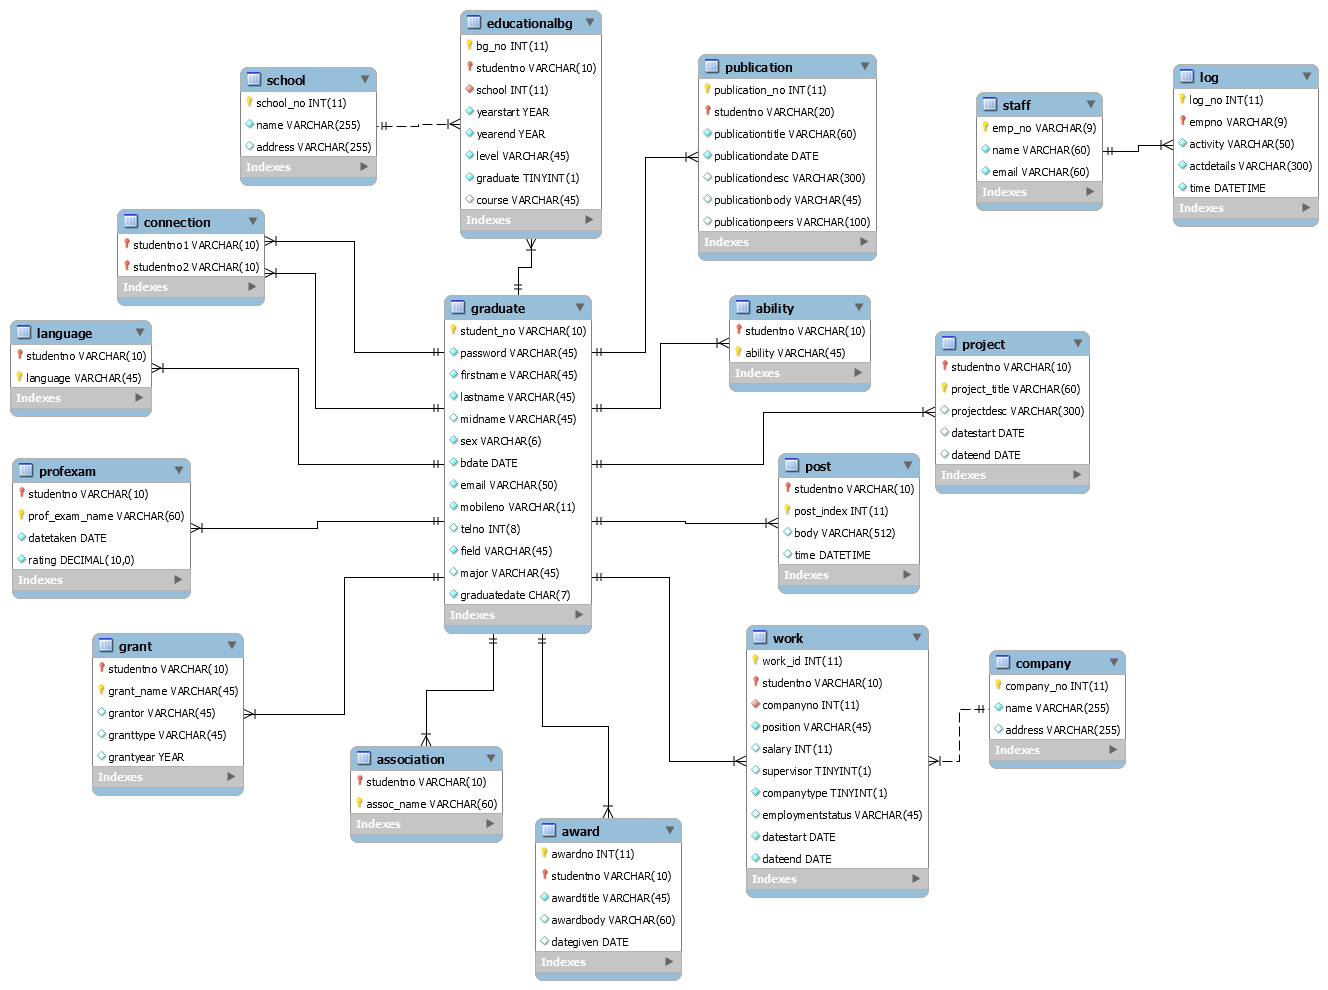 educationalbg
bg_no INT(11)
studentno VARCHAR(10)
school INT(11)
yearstart YEAR
yearend YEAR
level VARCHAR(45)
graduate TINYINT(1)
course VARCHAR(45)
Indexes
school
school_no INT(11)
name VARCHAR(255)
address VARCHAR(255)
Indexes
publication
publication_no INT(11)
studentno VARCHAR(20)
publicationtitle VARCHAR(60)
publicationdate DATE
publicationdesc VARCHAR(300)
publicationbody VARCHAR(45)
publicationpeers VARCHAR(100)
Indexes
staff
emp_no VARCHAR(9)
name VARCHAR(60)
email VARCHAR(60)
Indexes
log
log_no INT(11)
empno VARCHAR(9)
activity VARCHAR(50)
actdetails VARCHAR(300)
time DATETIME
Indexes
connection
studentno1 VARCHAR(10)
studentno2 VARCHAR(10)
Indexes
language
studentno VARCHAR(10)
language VARCHAR(45)
Indexes
graduate
student_no VARCHAR(10)
password VARCHAR(45)
firstname VARCHAR(45)
lastname VARCHAR(45)
midname VARCHAR(45)
sex VARCHAR(6)
bdate DATE
email VARCHAR(50)
mobileno VARCHAR(11)
telno INT(8)
field VARCHAR(45)
major VARCHAR(45)
graduatedate CHAR(7)
Indexes
ability
studentno VARCHAR(10)
ability VARCHAR(45)
Indexes
project
studentno VARCHAR(10)
project_title VARCHAR(60)
projectdesc VARCHAR(300)
datestart DATE
dateend DATE
Indexes
profexam
studentno VARCHAR(10)
prof_exam_name VARCHAR(60)
datetaken DATE
rating DECIMAL(10,0)
Indexes
post
studentno VARCHAR(10)
post_index INT(11)
body VARCHAR(512)
time DATETIME
Indexes
grant
studentno VARCHAR(10)
grant_name VARCHAR(45)
grantor VARCHAR(45)
granttype VARCHAR(45)
grantyear YEAR
Indexes
work
work_id INT(11)
studentno VARCHAR(10)
companyno INT(11)
position VARCHAR(45)
salary INT(11)
supervisor TINYINT(1)
companytype TINYINT(1)
employmentstatus VARCHAR(45)
datestart DATE
dateend DATE
Indexes
company
company_no INT(11)
name VARCHAR(255)
address VARCHAR(255)
Indexes
association
studentno VARCHAR(10)
assoc_name VARCHAR(60)
Indexes
award
awardno INT(11)
studentno VARCHAR(10)
awardtitle VARCHAR(45)
awardbody VARCHAR(60)
dategiven DATE
Indexes